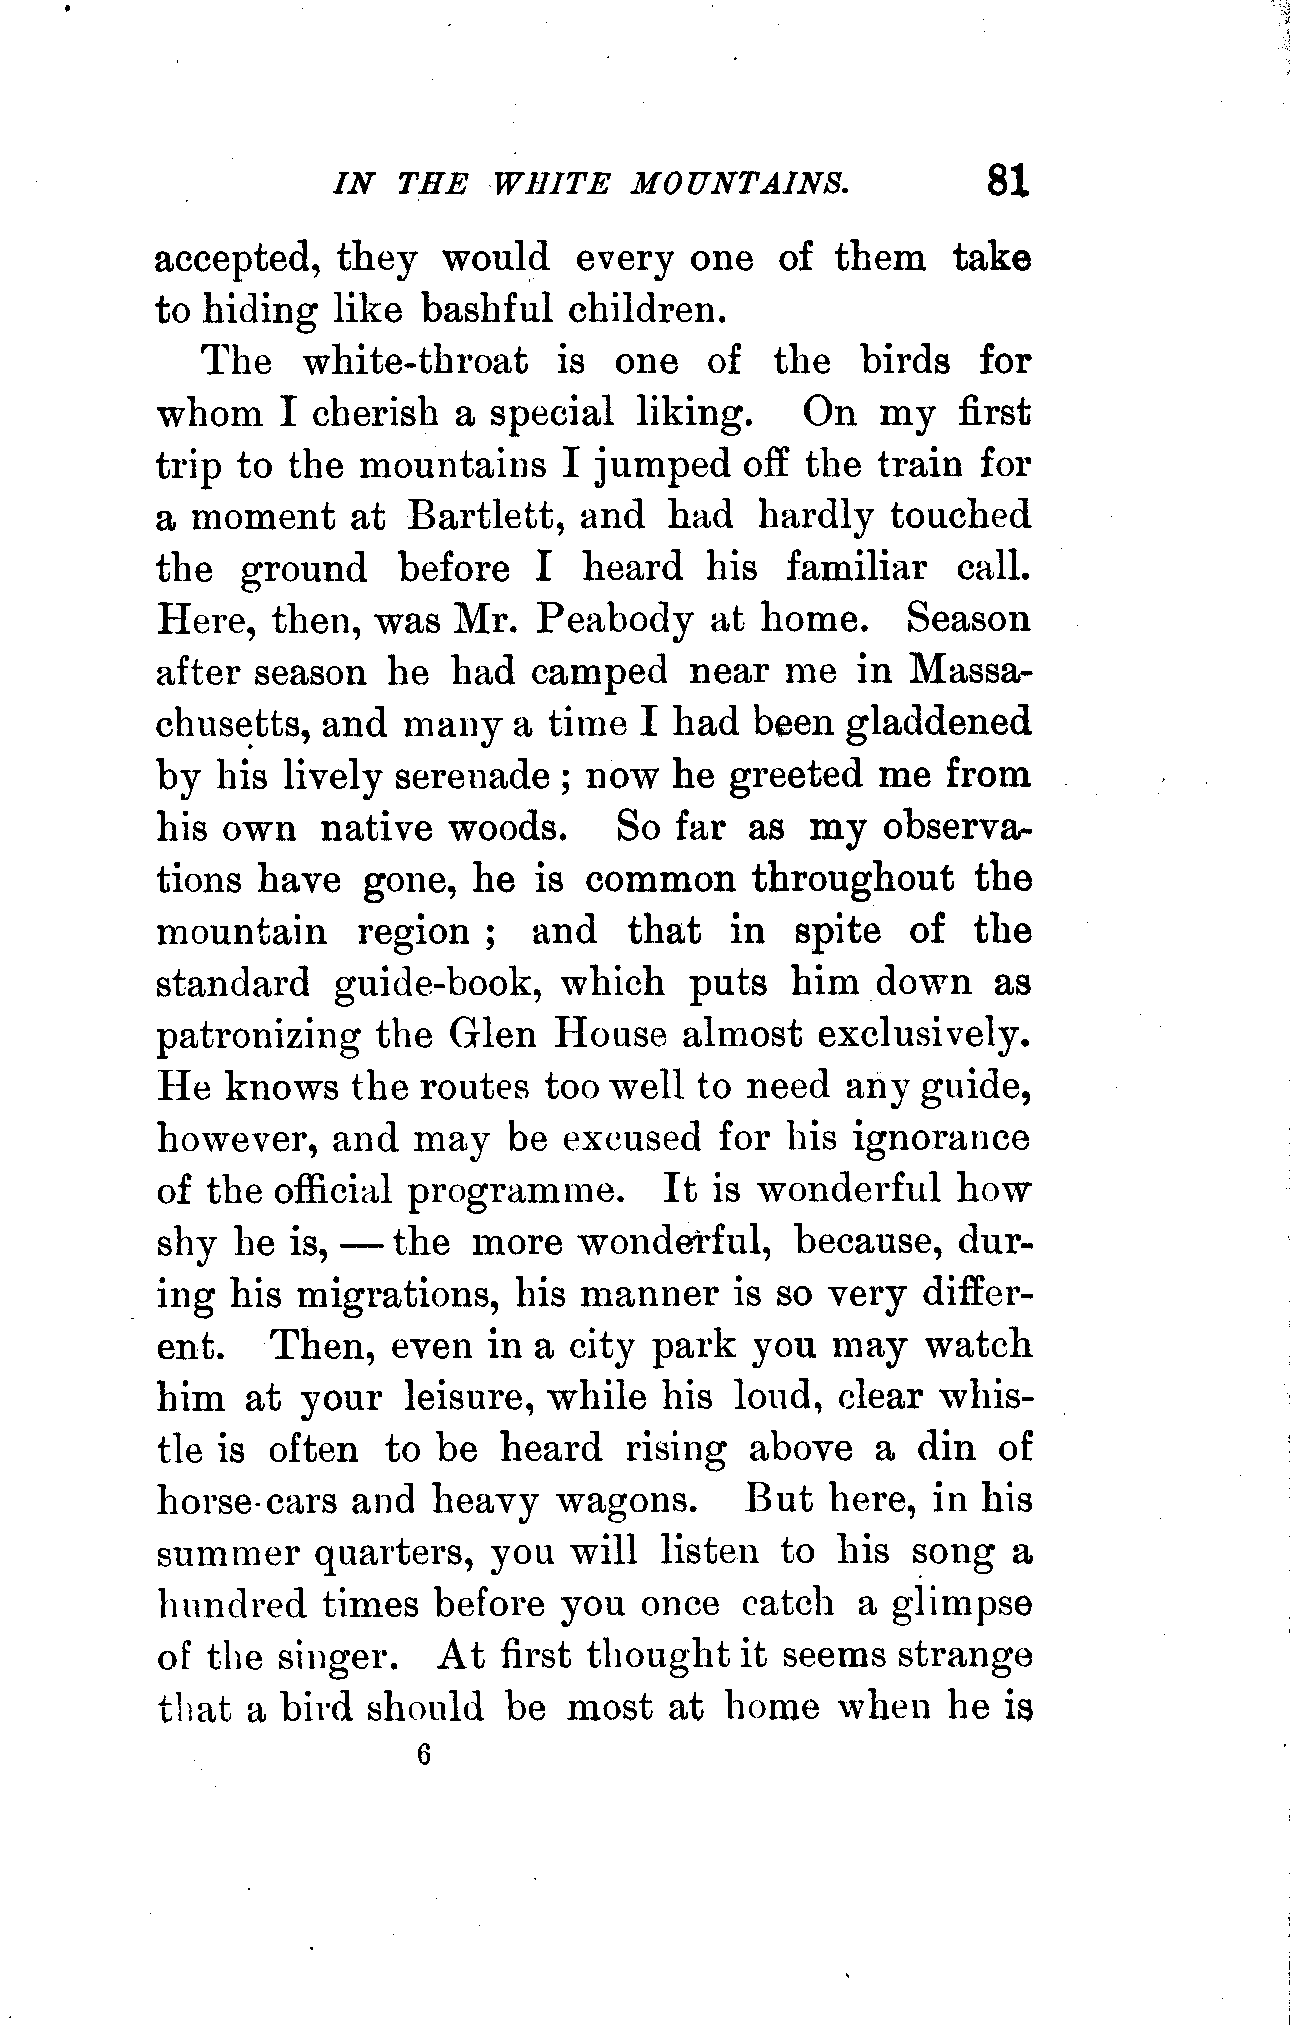 IN THE WHITE MOUNTAINS. 81
accepted, they would every one of them take
to hiding like bashful children.
The white-throat is one of the birds for
whom I cherish a special liking. On my first
trip to the mountains I jumped off the train for
a moment at Bartlett, and had hardly touched
the ground before I heard his familiar call.
Here, then, was Mr. Peabody at home. Season
after season he had camped near me in Massa-
chusetts, and many a time I had been gladdened
by his lively serenade ; now he greeted me from
his own native woods. So far as my observa-
tions have gone, he is common throughout the
mountain region ; and that in spite of the
standard guide-book, which puts him down as
patronizing the Glen House almost exclusively.
He knows the routes too well to need any guide,
however, and may be excused for his ignorance
of the official programme. It is wonderful how
shy he is, — the more wonderful, because, dur-
ing his migrations, his manner is so very differ-
ent. Then, even in a city park you may watch
him at your leisure, while his loud, clear whis-
tle is often to be heard rising above a din of
horse-cars and heavy wagons. But here, in his
summer quarters, you will listen to his song a
hundred times before you once catch a glimpse
of the singer. At first thought it seems strange
that a bird should be most at home when he is
6